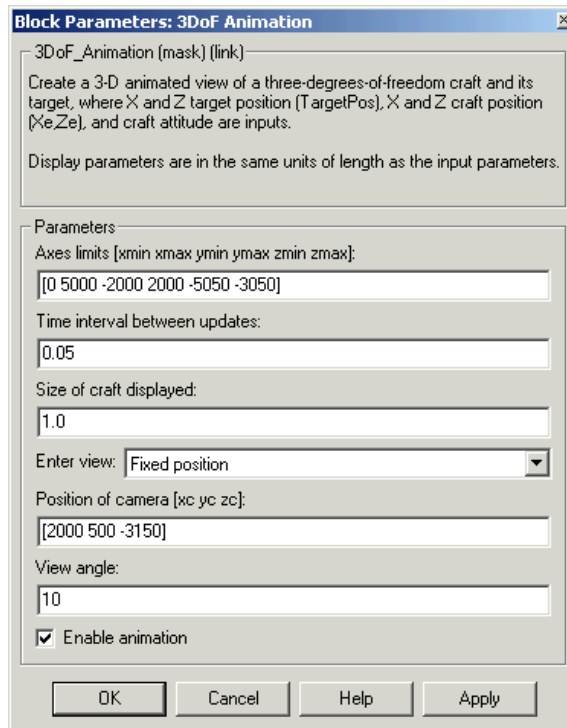 Block Parameters: 3DoF Animation
3DoF_Animation (mask) (link)
Create a 3-D animated view of a three-degrees-of-freedom craft and its
target, where X and Z target position (TargetPos), X and Z craft position
(Xe,Ze), and craft attitude are inputs.
Display parameters are in the same units of length as the input parameters.
Parameters
Axes limits [xmin xmax ymin ymax zmin zmax]:
[0 5000 -2000 2000 -5050 -3050]
Time interval between updates:
0.05
Size of craft displayed:
1.0
Enter view: Fixed position
Position of camera [xc yc zc]:
[2000 500 -3150]
View angle:
10
Enable animation
OK Cancel Help Apply